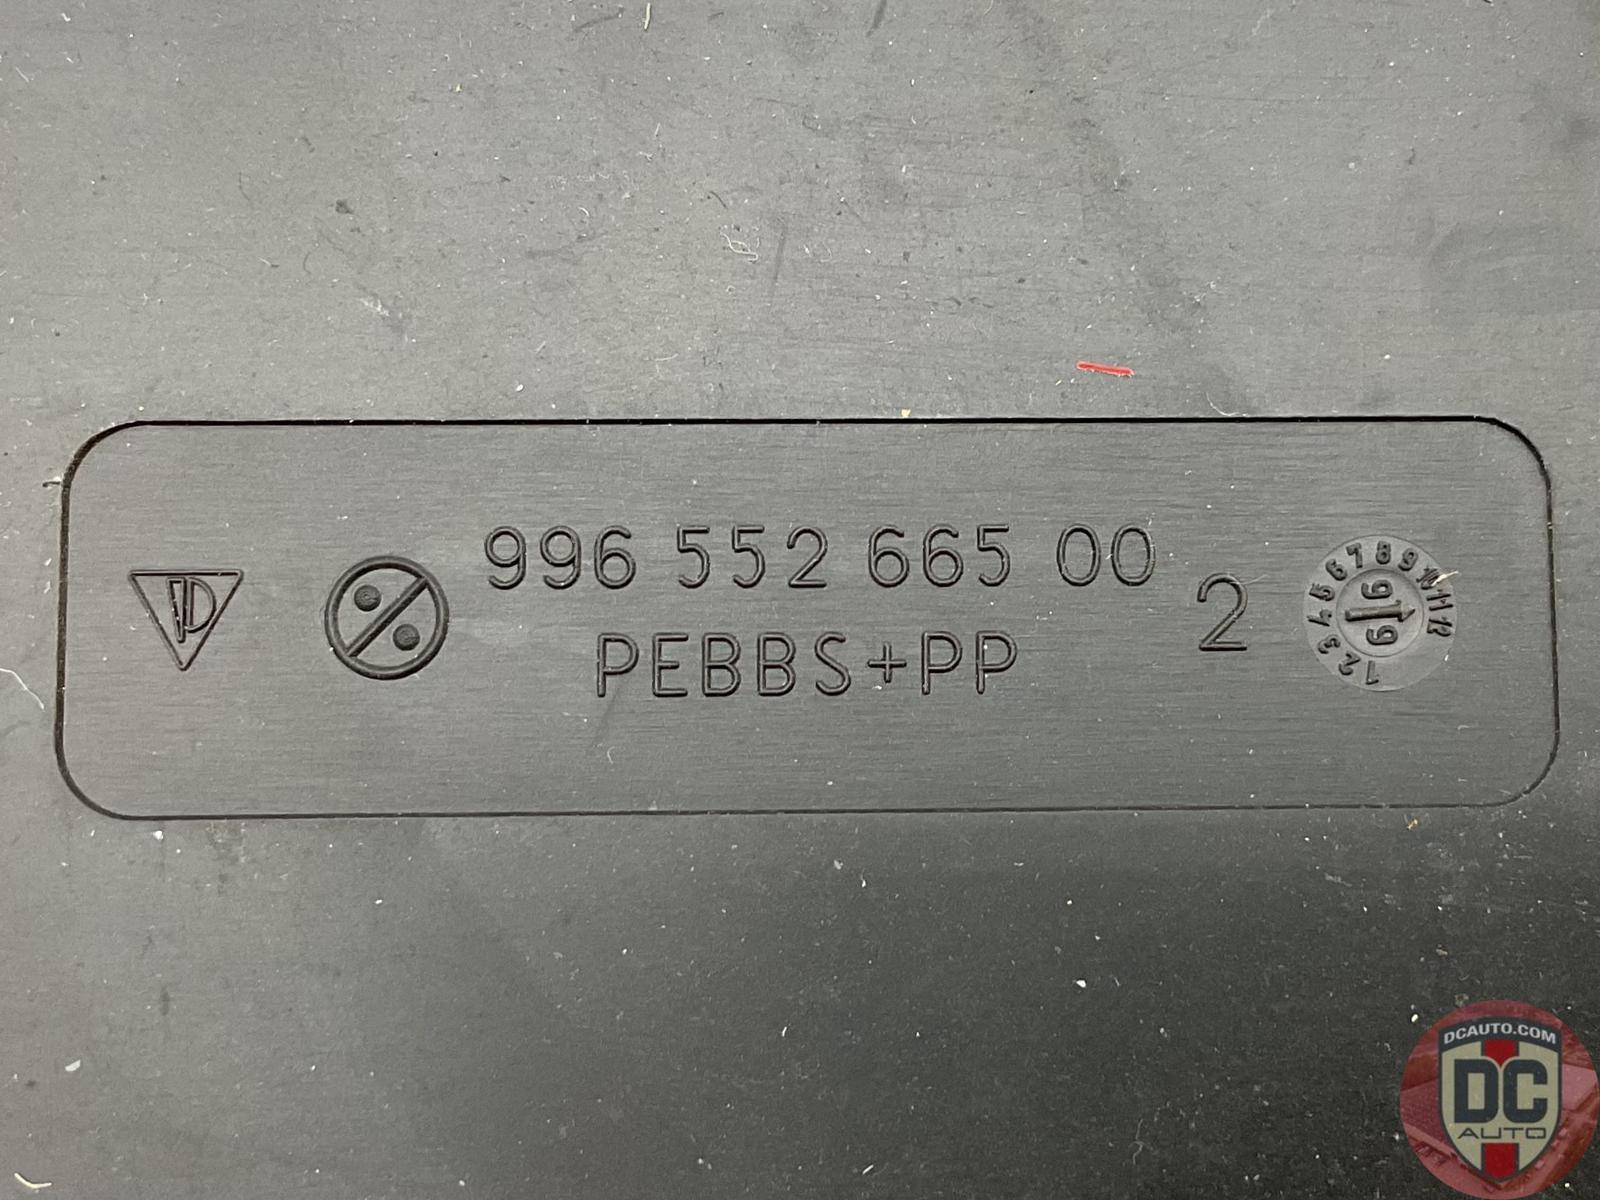 996 552 665 00
PEBBS+PP
2
1 2 3 4 5 6 7 8 9 10 11 12
9 9
DCAUTO.COM
DC
AUTO